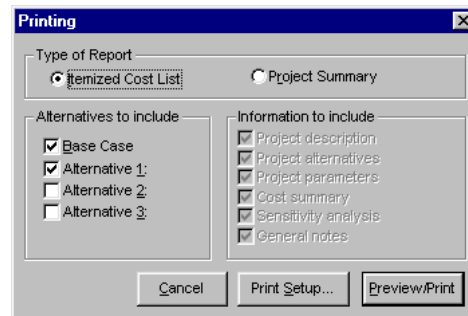 Printing
Type of Report
Itemized Cost List
Project Summary
Alternatives to include
Base Case
Alternative 1:
Alternative 2:
Alternative 3:
Information to include
Project description
Project alternatives
Project parameters
Cost summary
Sensitivity analysis
General notes
Cancel
Print Setup...
Preview/Print